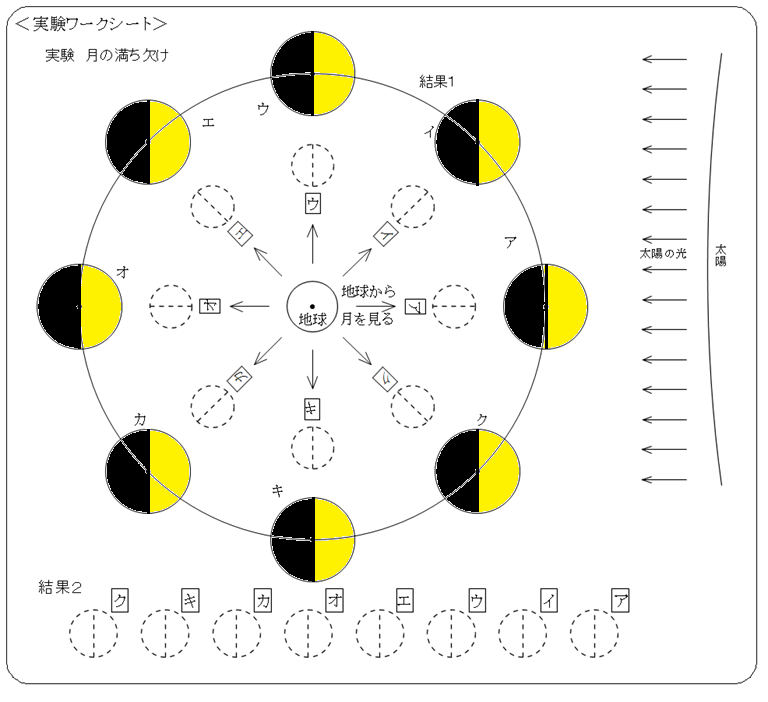 ＜実験ワークシート＞
実験　月の満ち欠け
結果1
ウ
エ
イ
ア
オ
カ
キ
ク
ウ
エ
イ
オ
ア
カ
キ
ク
地球
地球から
月を見る
太陽の光
太陽
結果２
ク キ カ オ エ ウ イ ア